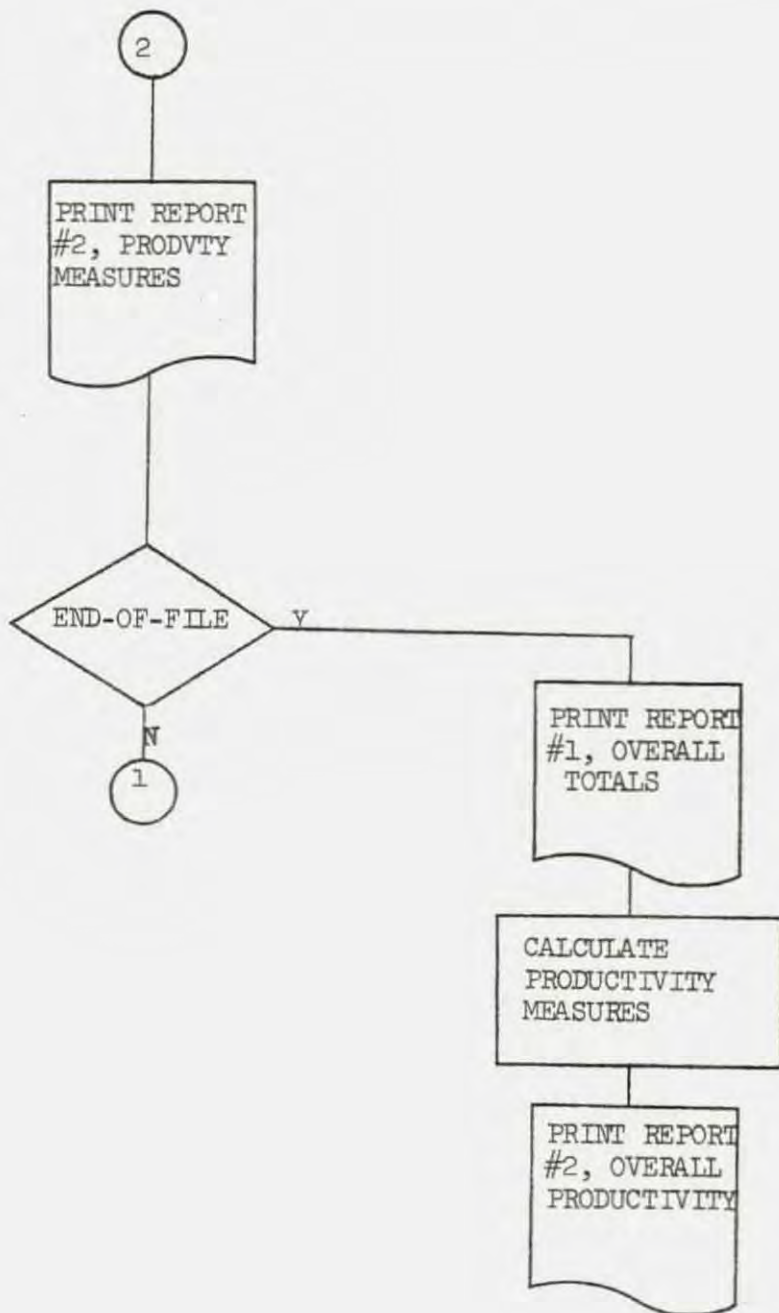 2
PRINT REPORT
#2, PRODVTY
MEASURES
END-OF-FILE
Y
N
1
PRINT REPORT
#1, OVERALL
TOTALS
CALCULATE
PRODUCTIVITY
MEASURES
PRINT REPORT
#2, OVERALL
PRODUCTIVITY